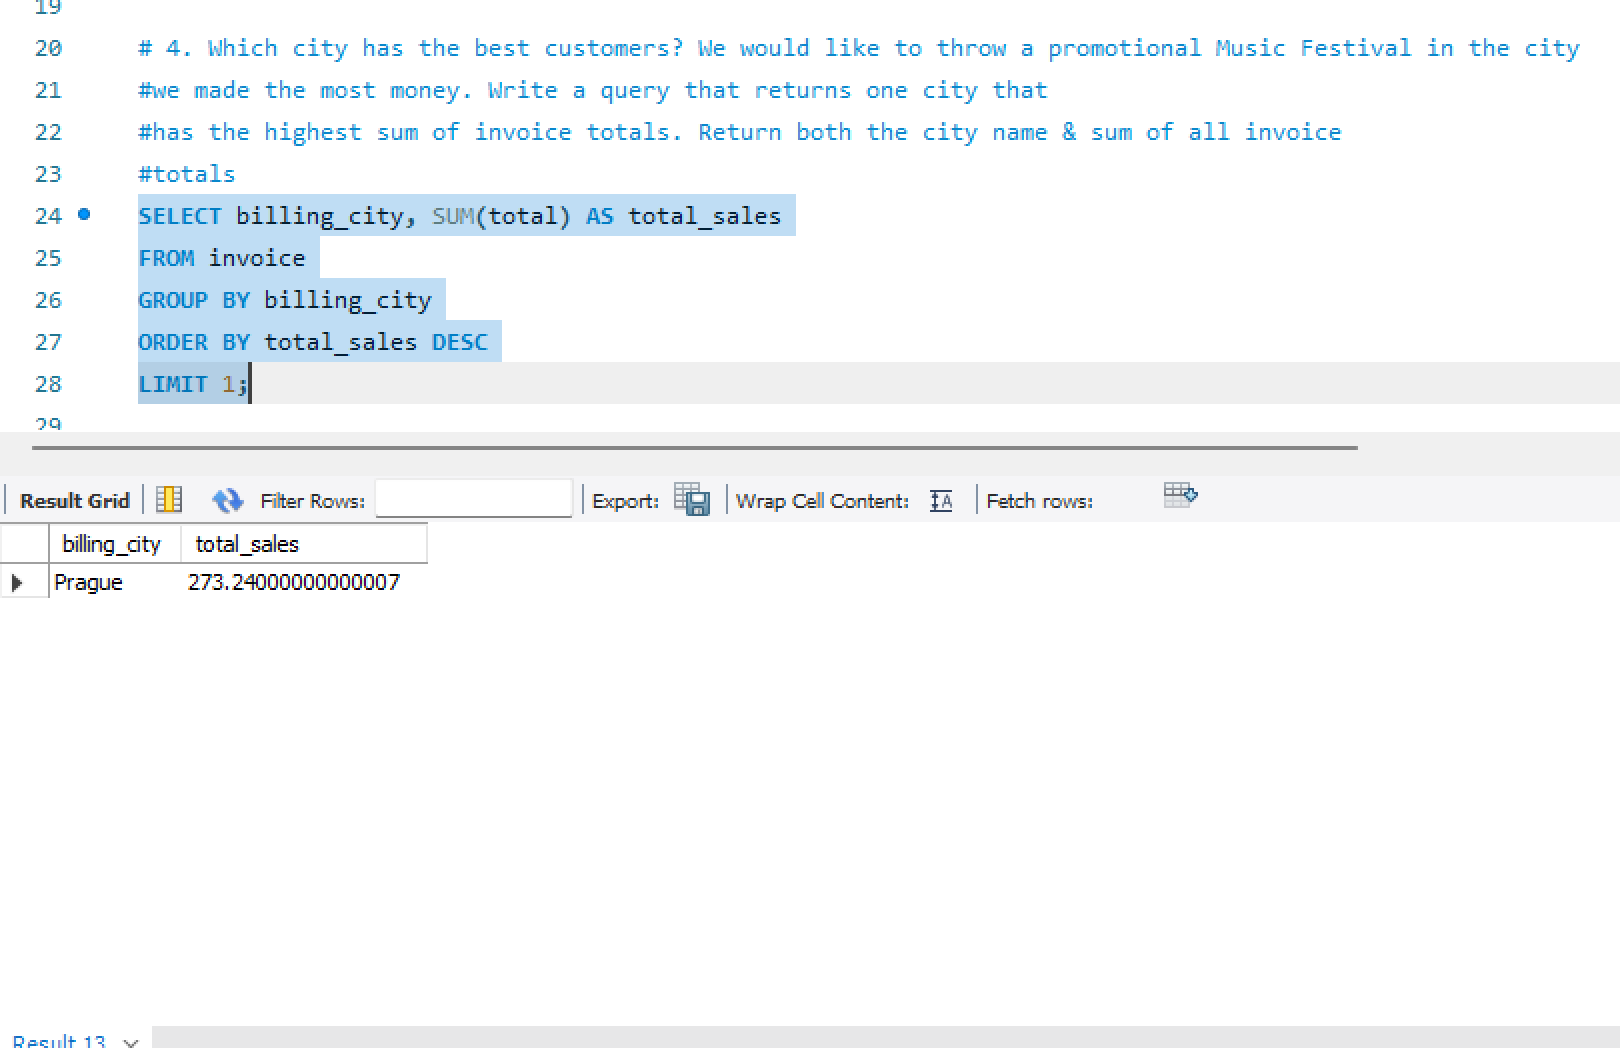 19
20 # 4. Which city has the best customers? We would like to throw a promotional Music Festival in the city
21 #we made the most money. Write a query that returns one city that
22 #has the highest sum of invoice totals. Return both the city name & sum of all invoice
23 #totals
24 SELECT billing_city, SUM(total) AS total_sales
25 FROM invoice
26 GROUP BY billing_city
27 ORDER BY total_sales DESC
28 LIMIT 1;
29
Result Grid Filter Rows: Export: Wrap Cell Content: Fetch rows:
billing_city total_sales
Prague 273.24000000000007
Result 13